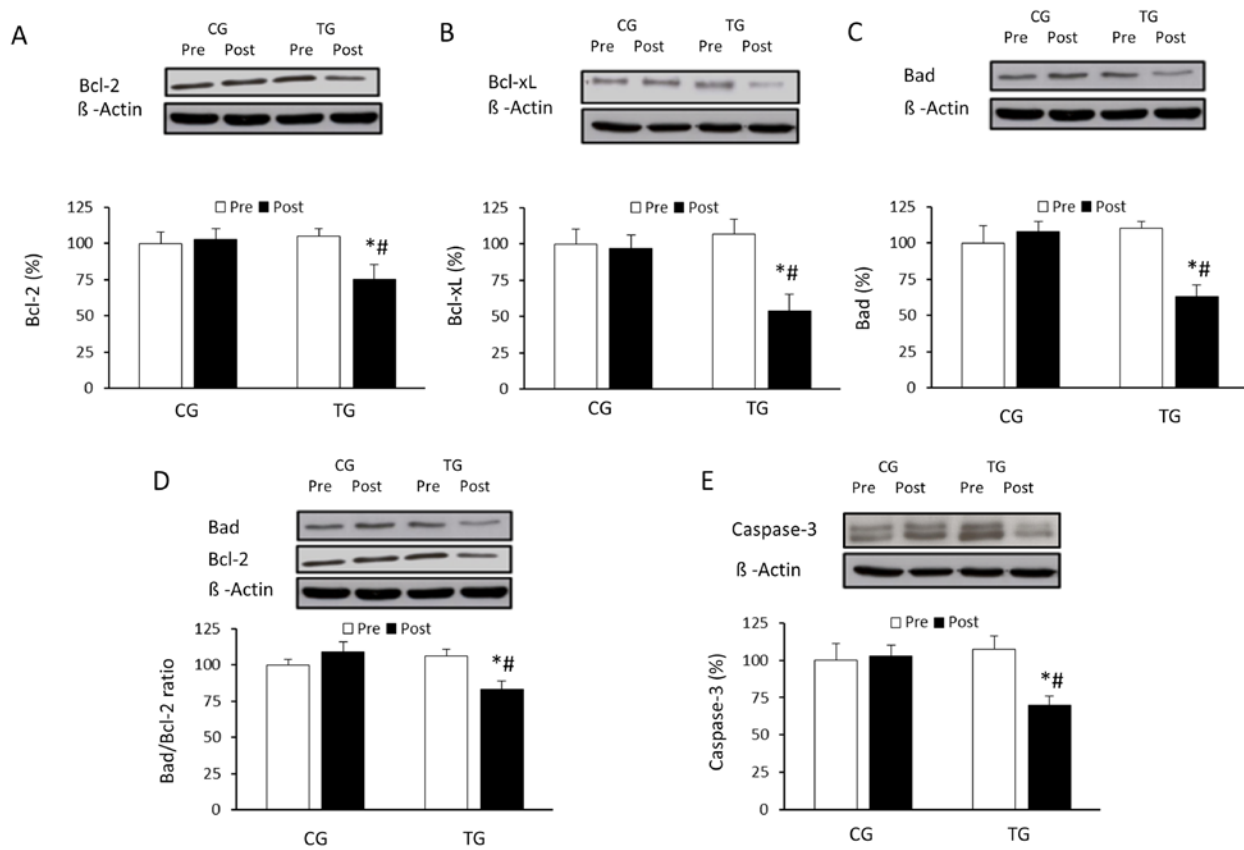 A
CG TG
Pre Post Pre Post
Bcl-2
ß -Actin
125
100
75
50
25
0
Bcl-2 (%)
Pre Post
*#
CG TG
B
CG TG
Pre Post Pre Post
Bcl-xL
ß -Actin
125
100
75
50
25
0
Bcl-xL (%)
Pre Post
*#
CG TG
C
CG TG
Pre Post Pre Post
Bad
ß -Actin
125
100
75
50
25
0
Bad (%)
Pre Post
*#
CG TG
D
CG TG
Pre Post Pre Post
Bad
Bcl-2
ß -Actin
125
100
75
50
25
0
Bad/Bcl-2 ratio
Pre Post
*#
CG TG
E
CG TG
Pre Post Pre Post
Caspase-3
ß -Actin
125
100
75
50
25
0
Caspase-3 (%)
Pre Post
*#
CG TG